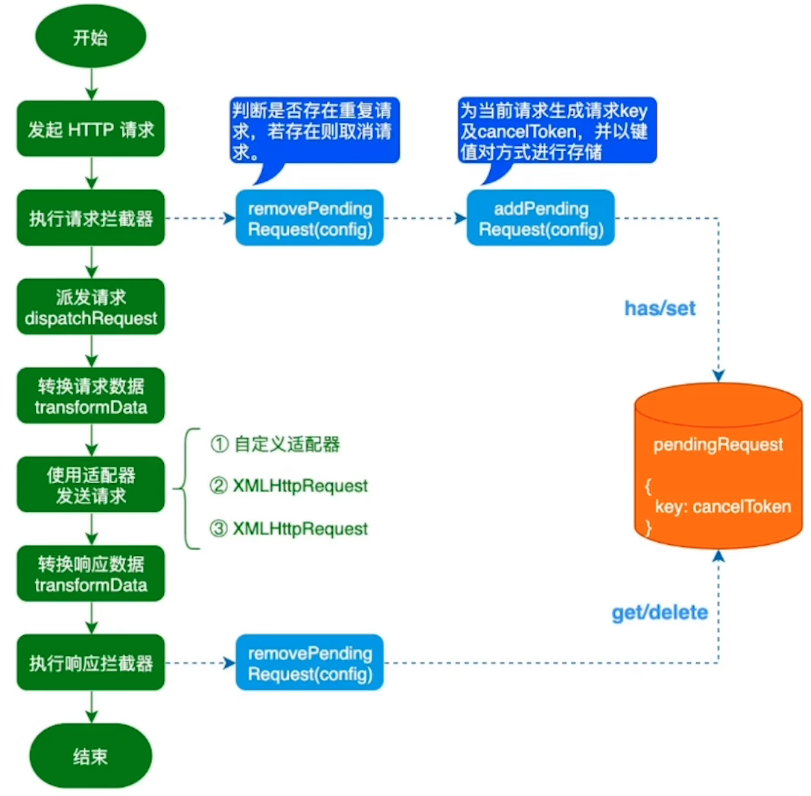 开始
发起 HTTP 请求
判断是否存在重复请
求，若存在则取消请
求。
为当前请求生成请求key
及cancelToken，并以键
值对方式进行存储
执行请求拦截器
removePending
Request(config)
addPending
Request(config)
派发请求
dispatchRequest
has/set
转换请求数据
transformData
使用适配器
发送请求
① 自定义适配器
② XMLHttpRequest
③ XMLHttpRequest
pendingRequest
{
key: cancelToken
}
转换响应数据
transformData
get/delete
执行响应拦截器
removePending
Request(config)
结束